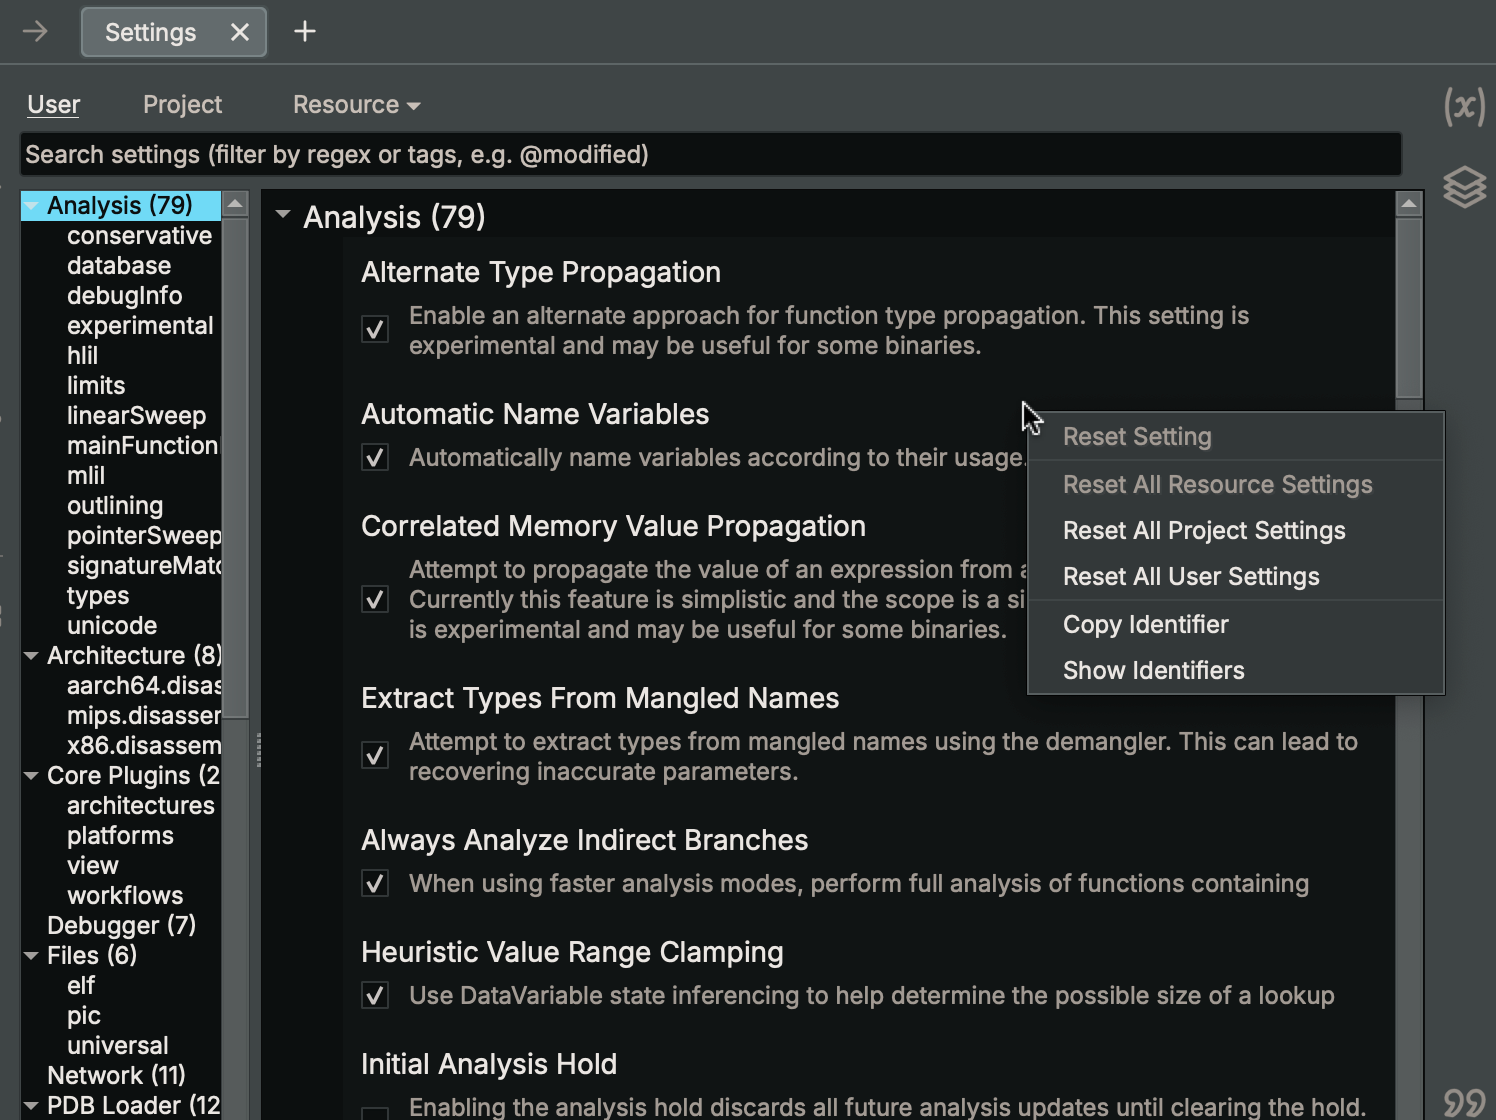 Settings
User Project Resource
Search settings (filter by regex or tags, e.g. @modified)
Analysis (79)
conservative
database
debugInfo
experimental
hlil
limits
linearSweep
mainFunction
mlil
outlining
pointerSweep
signatureMatc
types
unicode
Architecture (8)
aarch64.disas
mips.disasser
x86.disassem
Core Plugins (2
architectures
platforms
view
workflows
Debugger (7)
Files (6)
elf
pic
universal
Network (11)
PDB Loader (12
Analysis (79)
Alternate Type Propagation
Enable an alternate approach for function type propagation. This setting is
experimental and may be useful for some binaries.
Automatic Name Variables
Automatically name variables according to their usage.
Correlated Memory Value Propagation
Attempt to propagate the value of an expression from
Currently this feature is simplistic and the scope is a si
is experimental and may be useful for some binaries.
Extract Types From Mangled Names
Attempt to extract types from mangled names using the demangler. This can lead to
recovering inaccurate parameters.
Always Analyze Indirect Branches
When using faster analysis modes, perform full analysis of functions containing
Heuristic Value Range Clamping
Use DataVariable state inferencing to help determine the possible size of a lookup
Initial Analysis Hold
Enabling the analysis hold discards all future analysis updates until clearing the hold.
Reset Setting
Reset All Resource Settings
Reset All Project Settings
Reset All User Settings
Copy Identifier
Show Identifiers
(x)